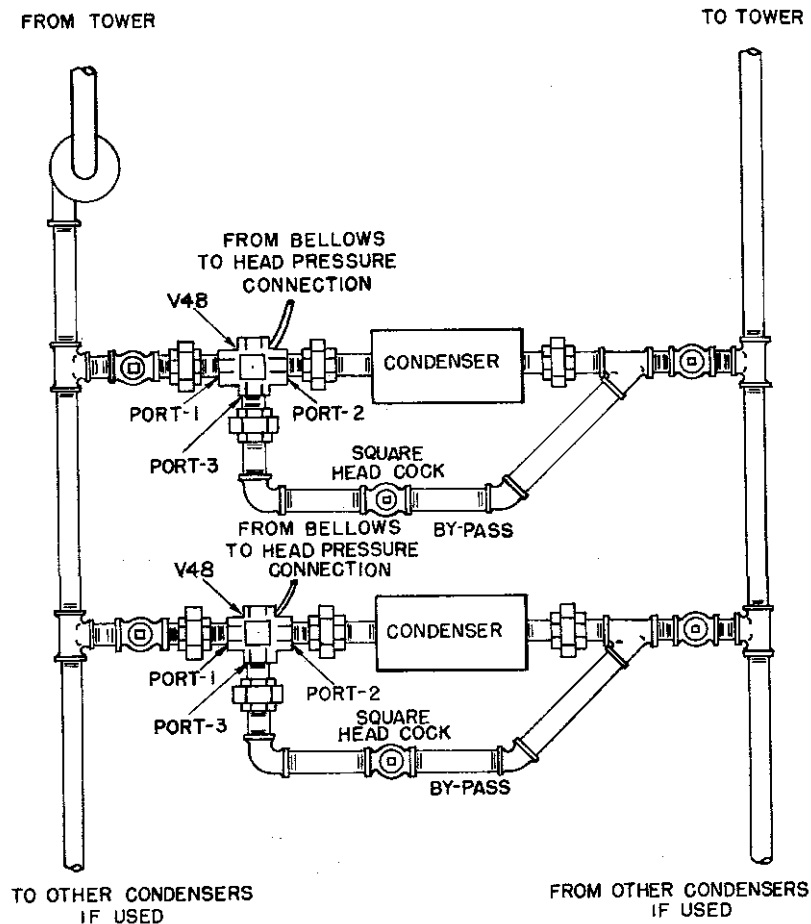 FROM TOWER
TO TOWER
FROM BELLOWS
TO HEAD PRESSURE
CONNECTION
V48
CONDENSER
PORT-1
PORT-2
PORT-3
SQUARE
HEAD COCK
BY-PASS
FROM BELLOWS
TO HEAD PRESSURE
CONNECTION
V48
CONDENSER
PORT-1
PORT-2
PORT-3
SQUARE
HEAD COCK
BY-PASS
TO OTHER CONDENSERS
IF USED
FROM OTHER CONDENSERS
IF USED